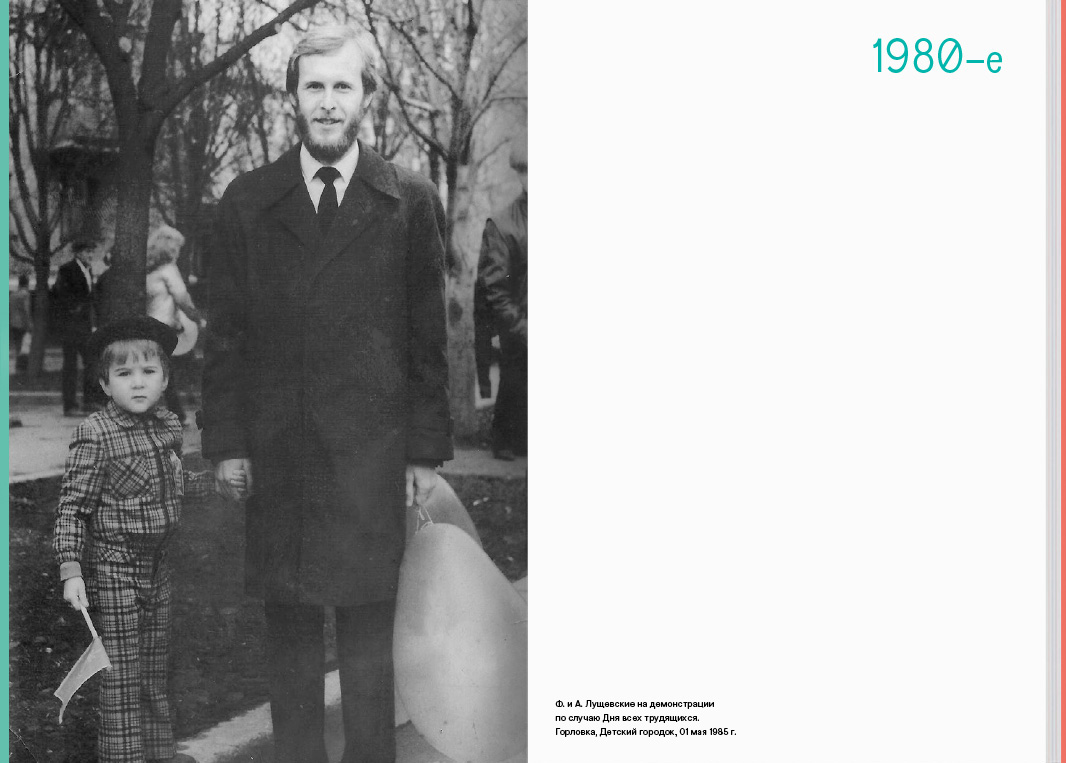 1980–е
Ф. и А. Лущевские на демонстрации
по случаю Дня всех трудящихся.
Горловка, Детский городок, 01 мая 1985 г.